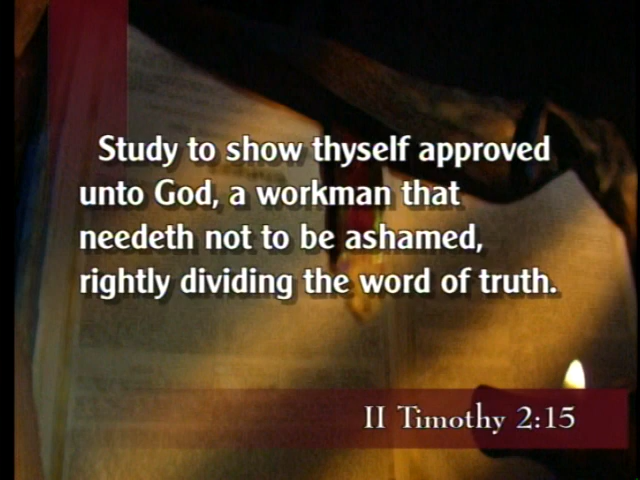 Study to show thyself approved
unto God, a workman that
needeth not to be ashamed,
rightly dividing the word of truth.
II Timothy 2:15